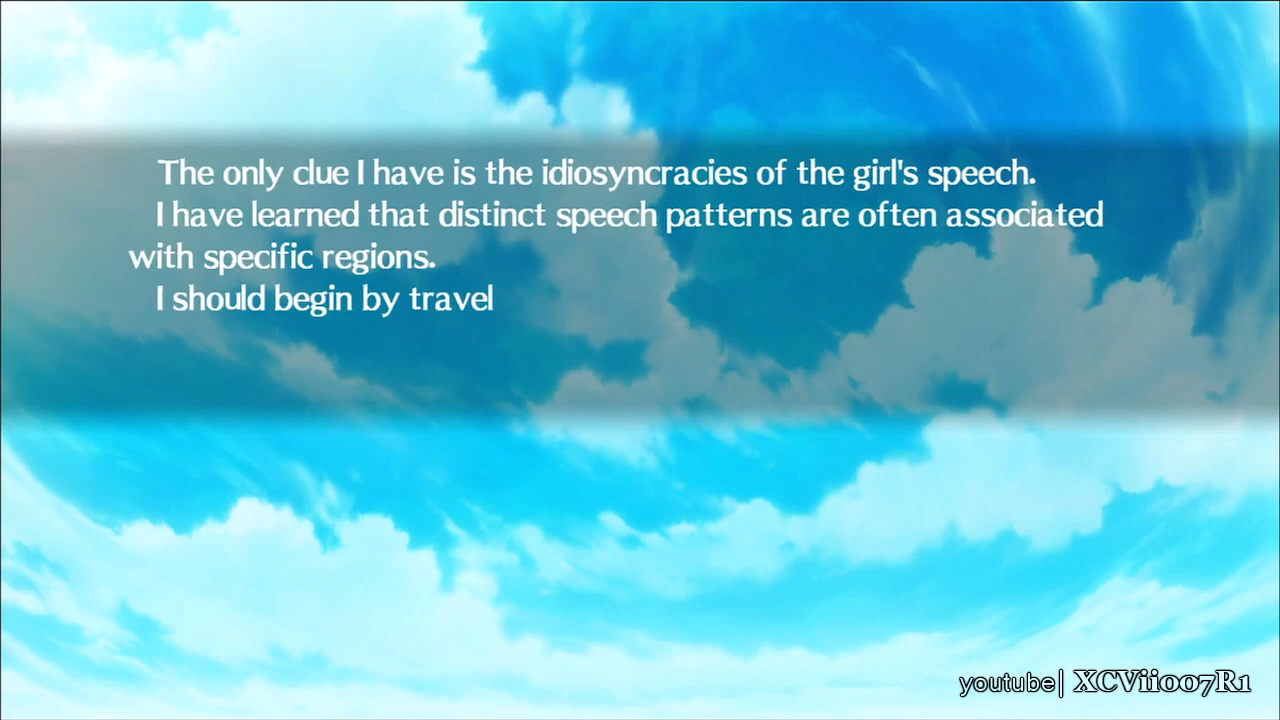 The only clue I have is the idiosyncracies of the girl's speech.
I have learned that distinct speech patterns are often associated
with specific regions.
I should begin by travel
youtube| XCViii007R1